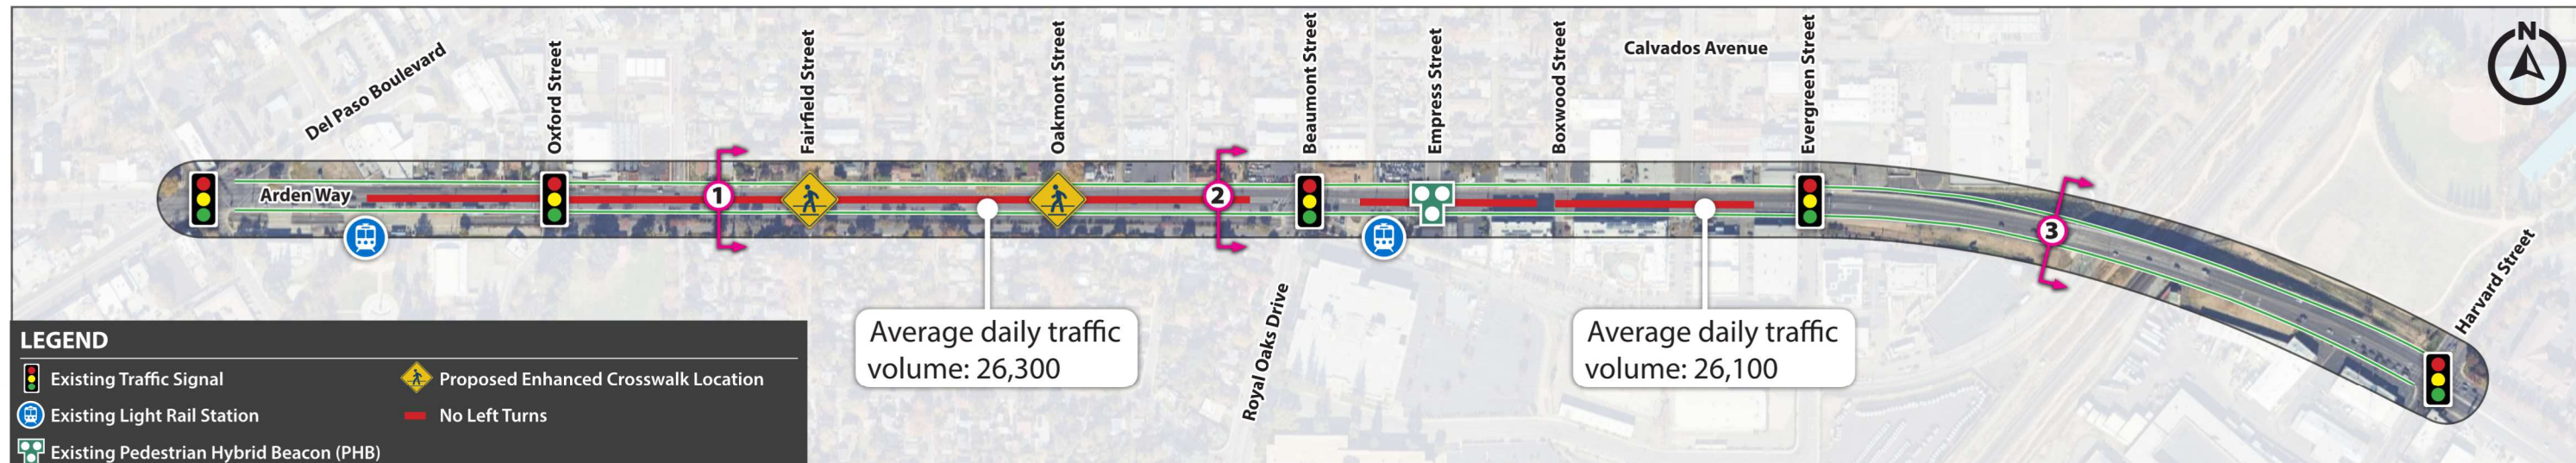 Del Paso Boulevard
Oxford Street
Fairfield Street
Oakmont Street
Beaumont Street
Empress Street
Boxwood Street
Calvados Avenue
Evergreen Street
N
Arden Way
1
2
3
Harvard Street
Royal Oaks Drive
Average daily traffic
volume: 26,300
Average daily traffic
volume: 26,100
LEGEND
Existing Traffic Signal
Proposed Enhanced Crosswalk Location
Existing Light Rail Station
No Left Turns
Existing Pedestrian Hybrid Beacon (PHB)